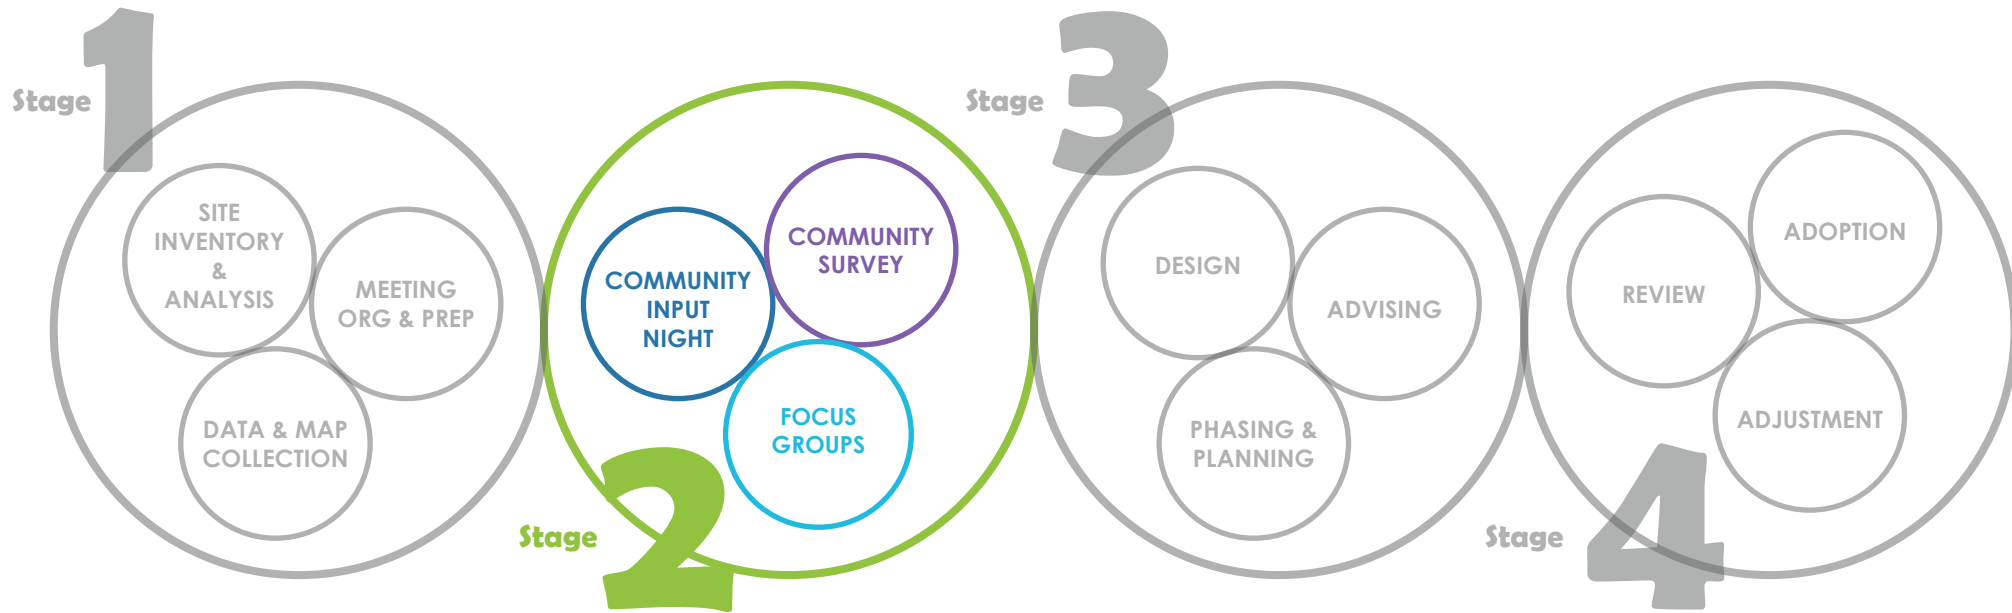 Stage 1
SITE
INVENTORY
&
ANALYSIS
MEETING
ORG & PREP
DATA & MAP
COLLECTION
Stage 2
COMMUNITY
INPUT
NIGHT
COMMUNITY
SURVEY
FOCUS
GROUPS
Stage 3
DESIGN
ADVISING
PHASING &
PLANNING
Stage 4
REVIEW
ADOPTION
ADJUSTMENT